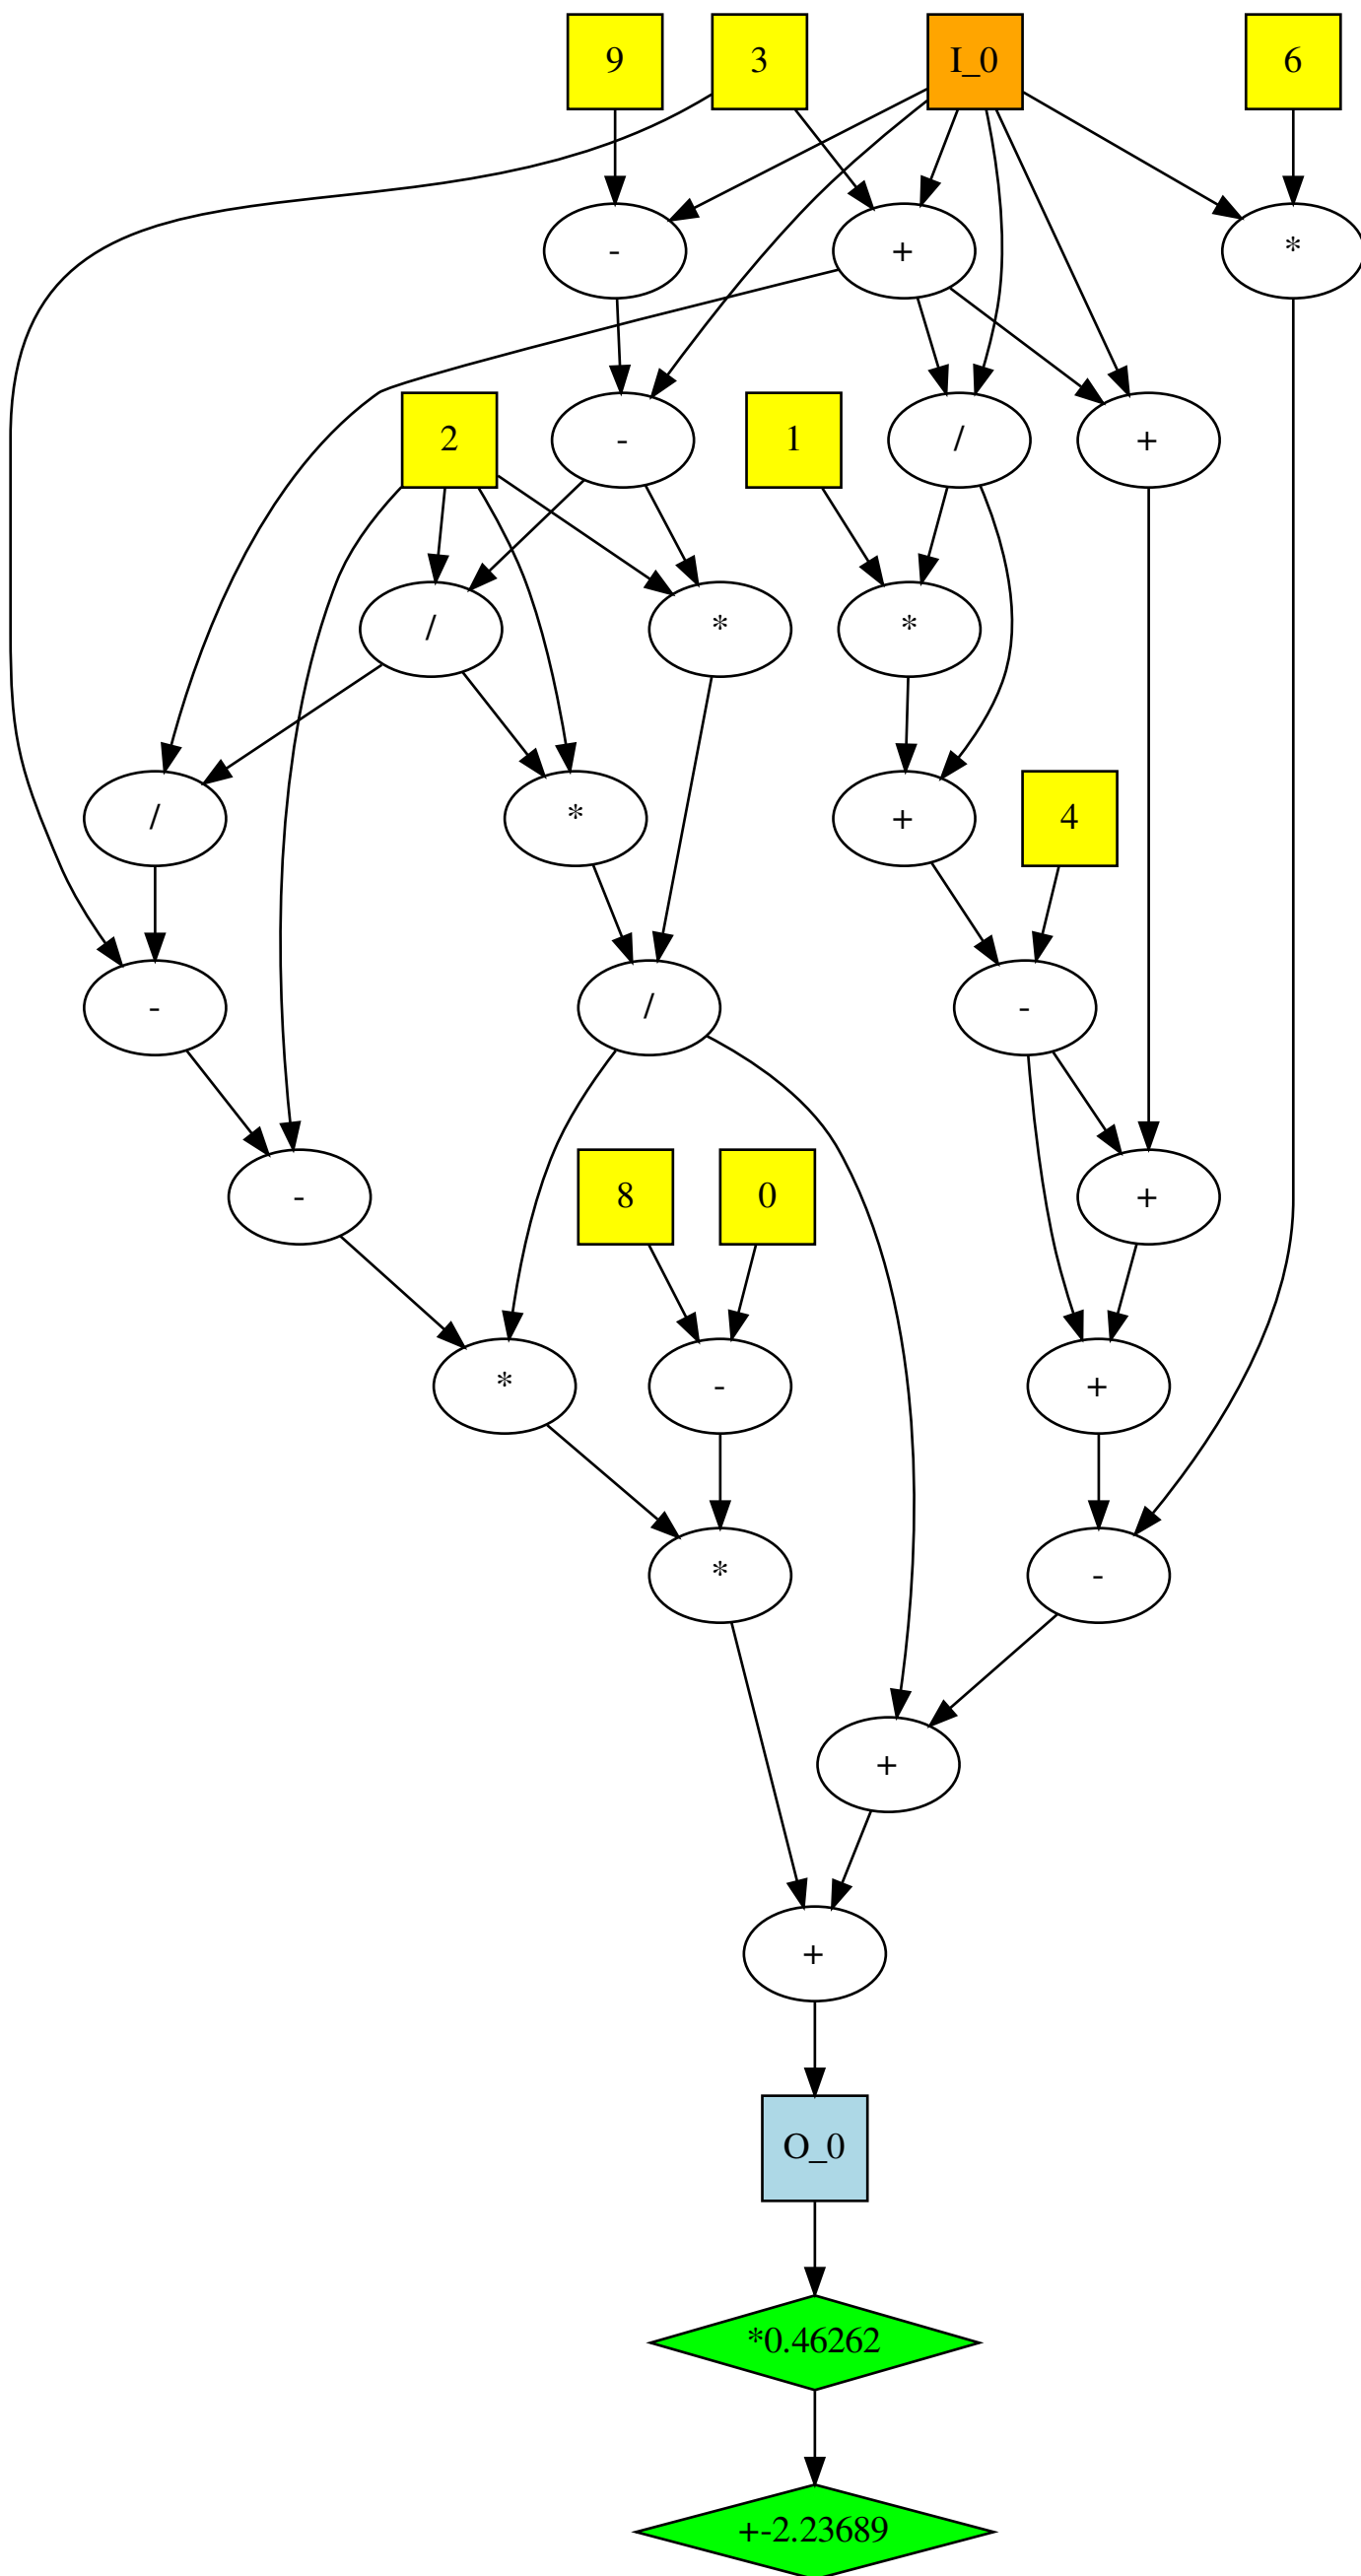 9 3 I_0 6
- + *
2 - 1 / +
/ * *
/ * + 4
- / -
- 8 0 +
* - +
* -
+
+
O_0
*0.46262
+-2.23689